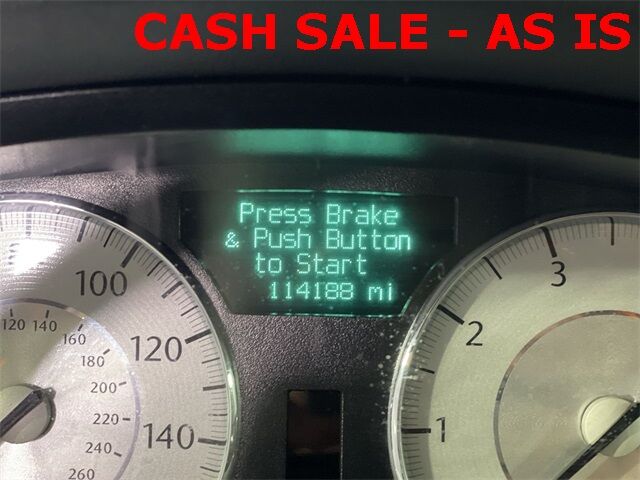 CASH SALE - AS IS
Press Brake
& Push Button
to Start
114188 mi
100
120
140
120 140
160
180
200
220
240
260
1
2
3